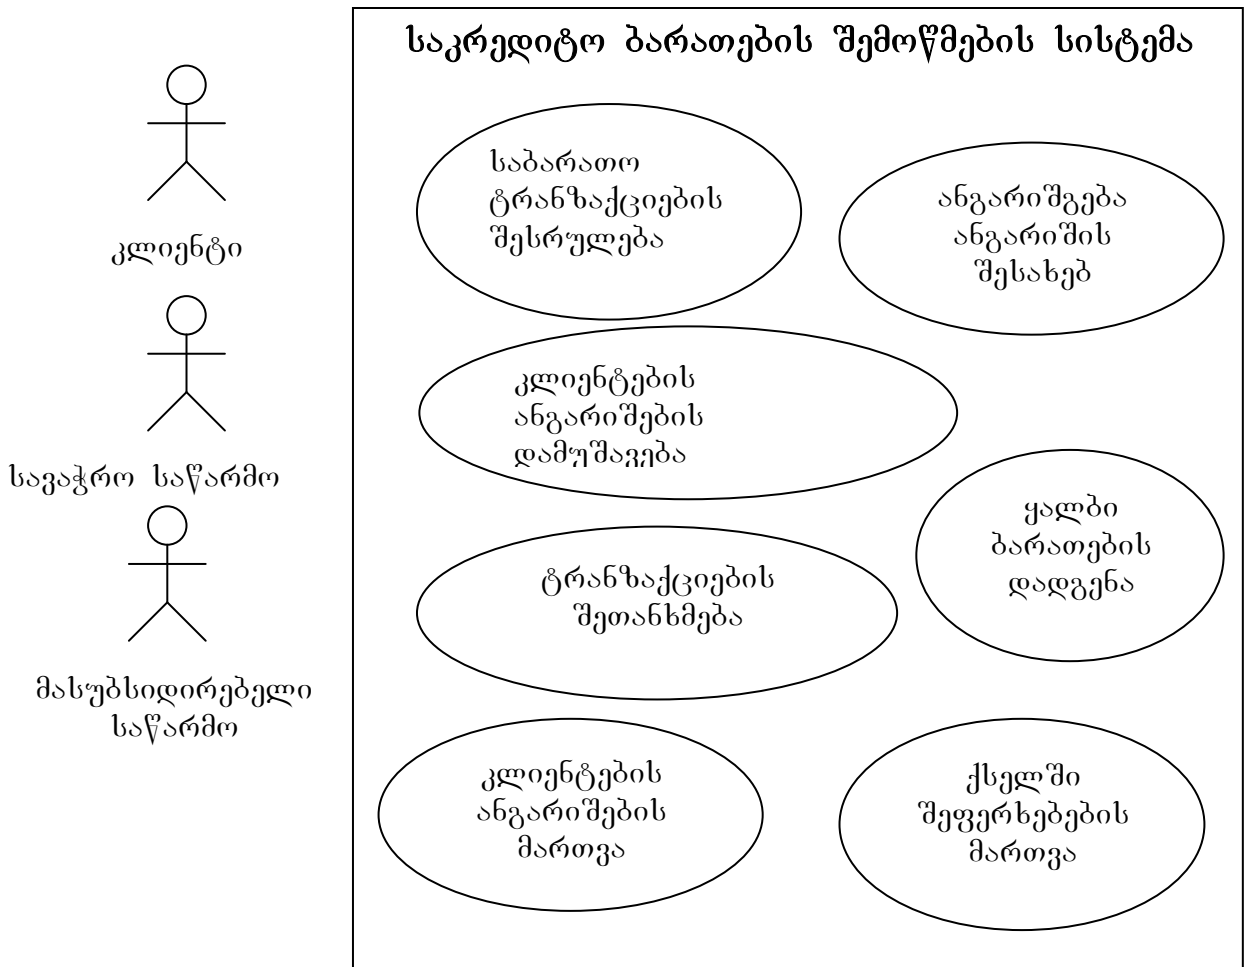 საკრედიტო ბარათების შემოწმების სისტემა
კლიენტი
სავაჭრო საწარმო
მასუბსიდირებელი
საწარმო
საბარათო
ტრანზაქციების
შესრულება
ანგარიშგება
ანგარიშის
შესახებ
კლიენტების
ანგარიშების
დამუშავება
ყალბი
ბარათების
დადგენა
ტრანზაქციების
შეთანხმება
კლიენტების
ანგარიშების
მართვა
ქსელში
შეფერხებების
მართვა